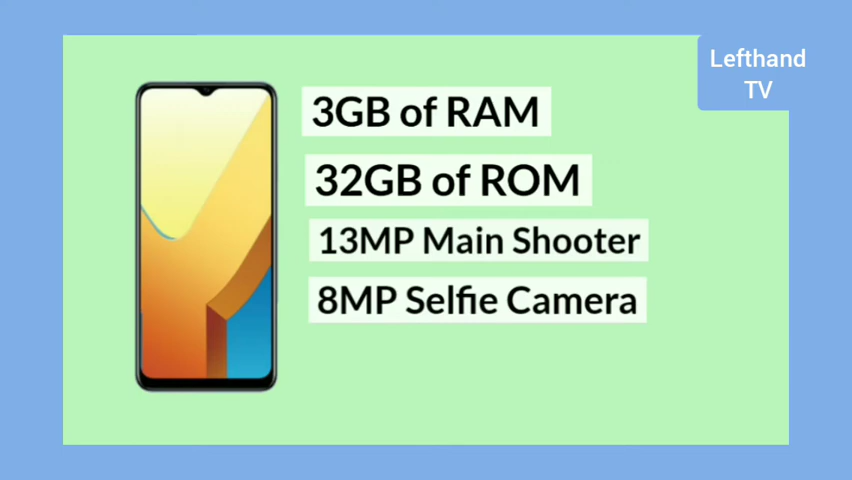 Lefthand
TV
3GB of RAM
32GB of ROM
13MP Main Shooter
8MP Selfie Camera